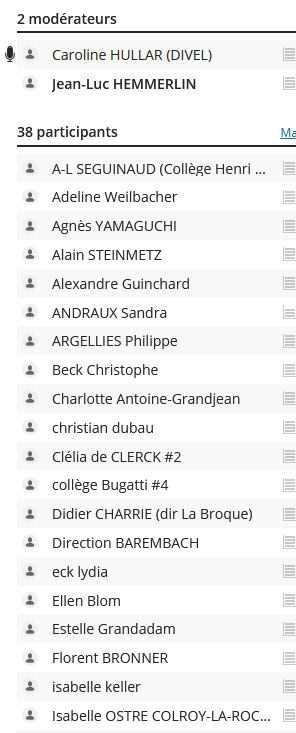 2 modérateurs
Caroline HULLAR (DIVEL)
Jean-Luc HEMMERLIN
38 participants
Ma
A-L SEGUINAUD (Collège Henri ...
Adeline Weilbacher
Agnès YAMAGUCHI
Alain STEINMETZ
Alexandre Guinchard
ANDRAUX Sandra
ARGELLIES Philippe
Beck Christophe
Charlotte Antoine-Grandjean
christian dubau
Clélia de CLERCK #2
collège Bugatti #4
Didier CHARRIE (dir La Broque)
Direction BAREMBACH
eck lydia
Ellen Blom
Estelle Grandadam
Florent BRONNER
isabelle keller
Isabelle OSTRE COLROY-LA-ROC...